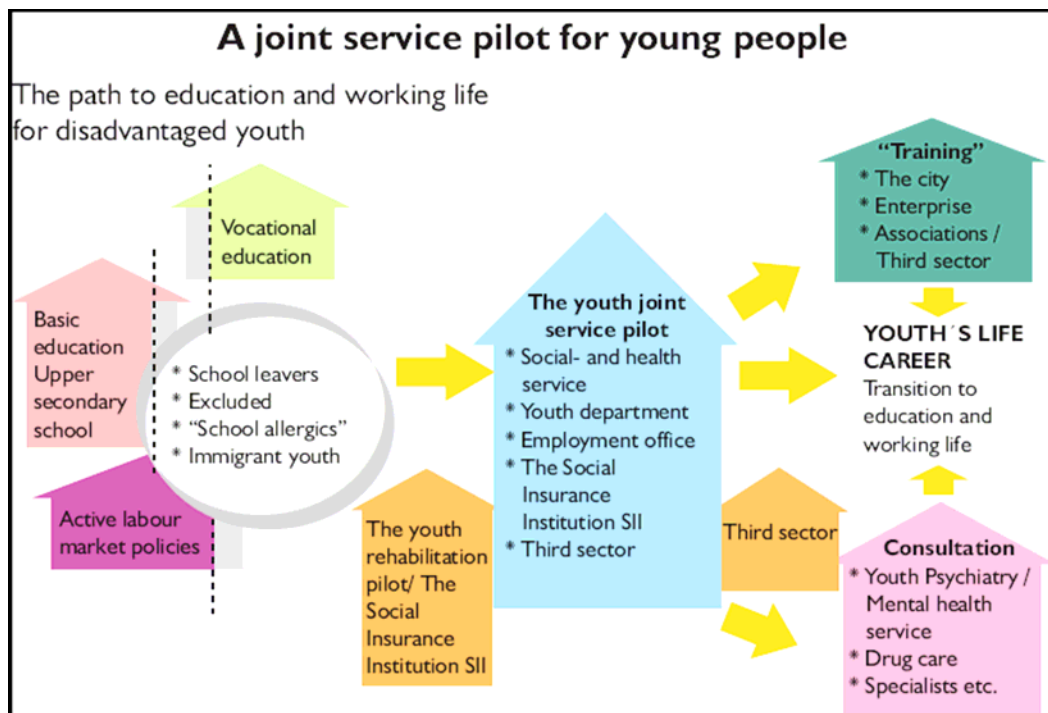 A joint service pilot for young people
The path to education and working life
for disadvantaged youth
Vocational
education
Basic
education
Upper
secondary
school
* School leavers
* Excluded
* “School allergics”
* Immigrant youth
Active labour
market policies
The youth
rehabilitation
pilot/ The
Social
Insurance
Institution SII
The youth joint
service pilot
* Social- and health
service
* Youth department
* Employment office
* The Social
Insurance
Institution SII
* Third sector
Third sector
“Training”
* The city
* Enterprise
* Associations /
Third sector
YOUTH´S LIFE
CAREER
Transition to
education and
working life
Consultation
* Youth Psychiatry /
Mental health
service
* Drug care
* Specialists etc.